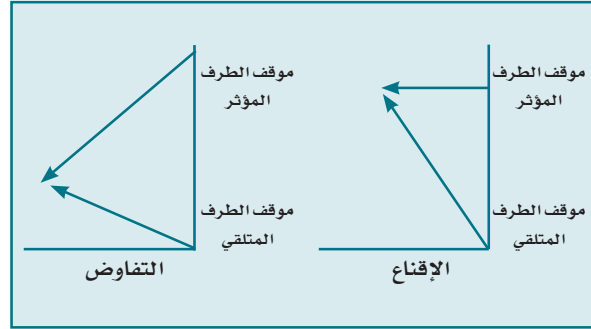 موقف الطرف
المؤثر
موقف الطرف
المتلقي
الإقناع
موقف الطرف
المؤثر
موقف الطرف
المتلقي
التفاوض